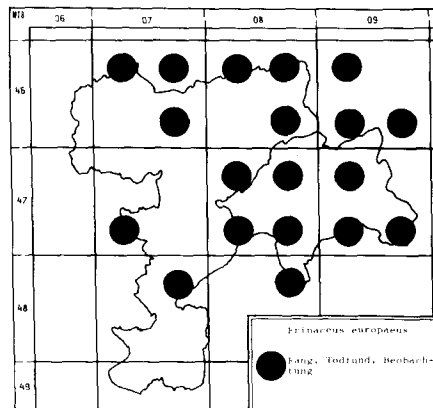 MTB 06 07 08 09
46
47
48
49
Erinaceus europaeus
Fang, Todfund, Beobach-
tung